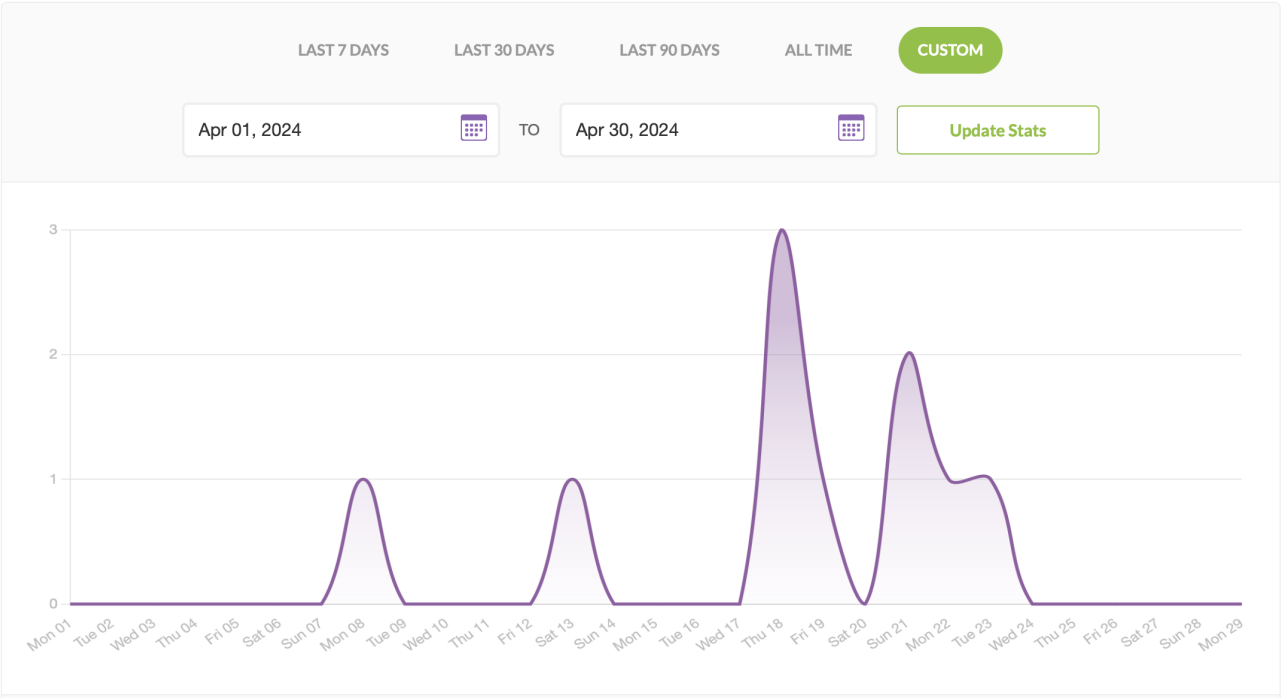 LAST 7 DAYS LAST 30 DAYS LAST 90 DAYS ALL TIME CUSTOM
Apr 01, 2024 TO Apr 30, 2024 Update Stats
3
2
1
0
Mon 01 Tue 02 Wed 03 Thu 04 Fri 05 Sat 06 Sun 07 Mon 08 Tue 09 Wed 10 Thu 11 Fri 12 Sat 13 Sun 14 Mon 15 Tue 16 Wed 17 Thu 18 Fri 19 Sat 20 Sun 21 Mon 22 Tue 23 Wed 24 Thu 25 Fri 26 Sat 27 Sun 28 Mon 29